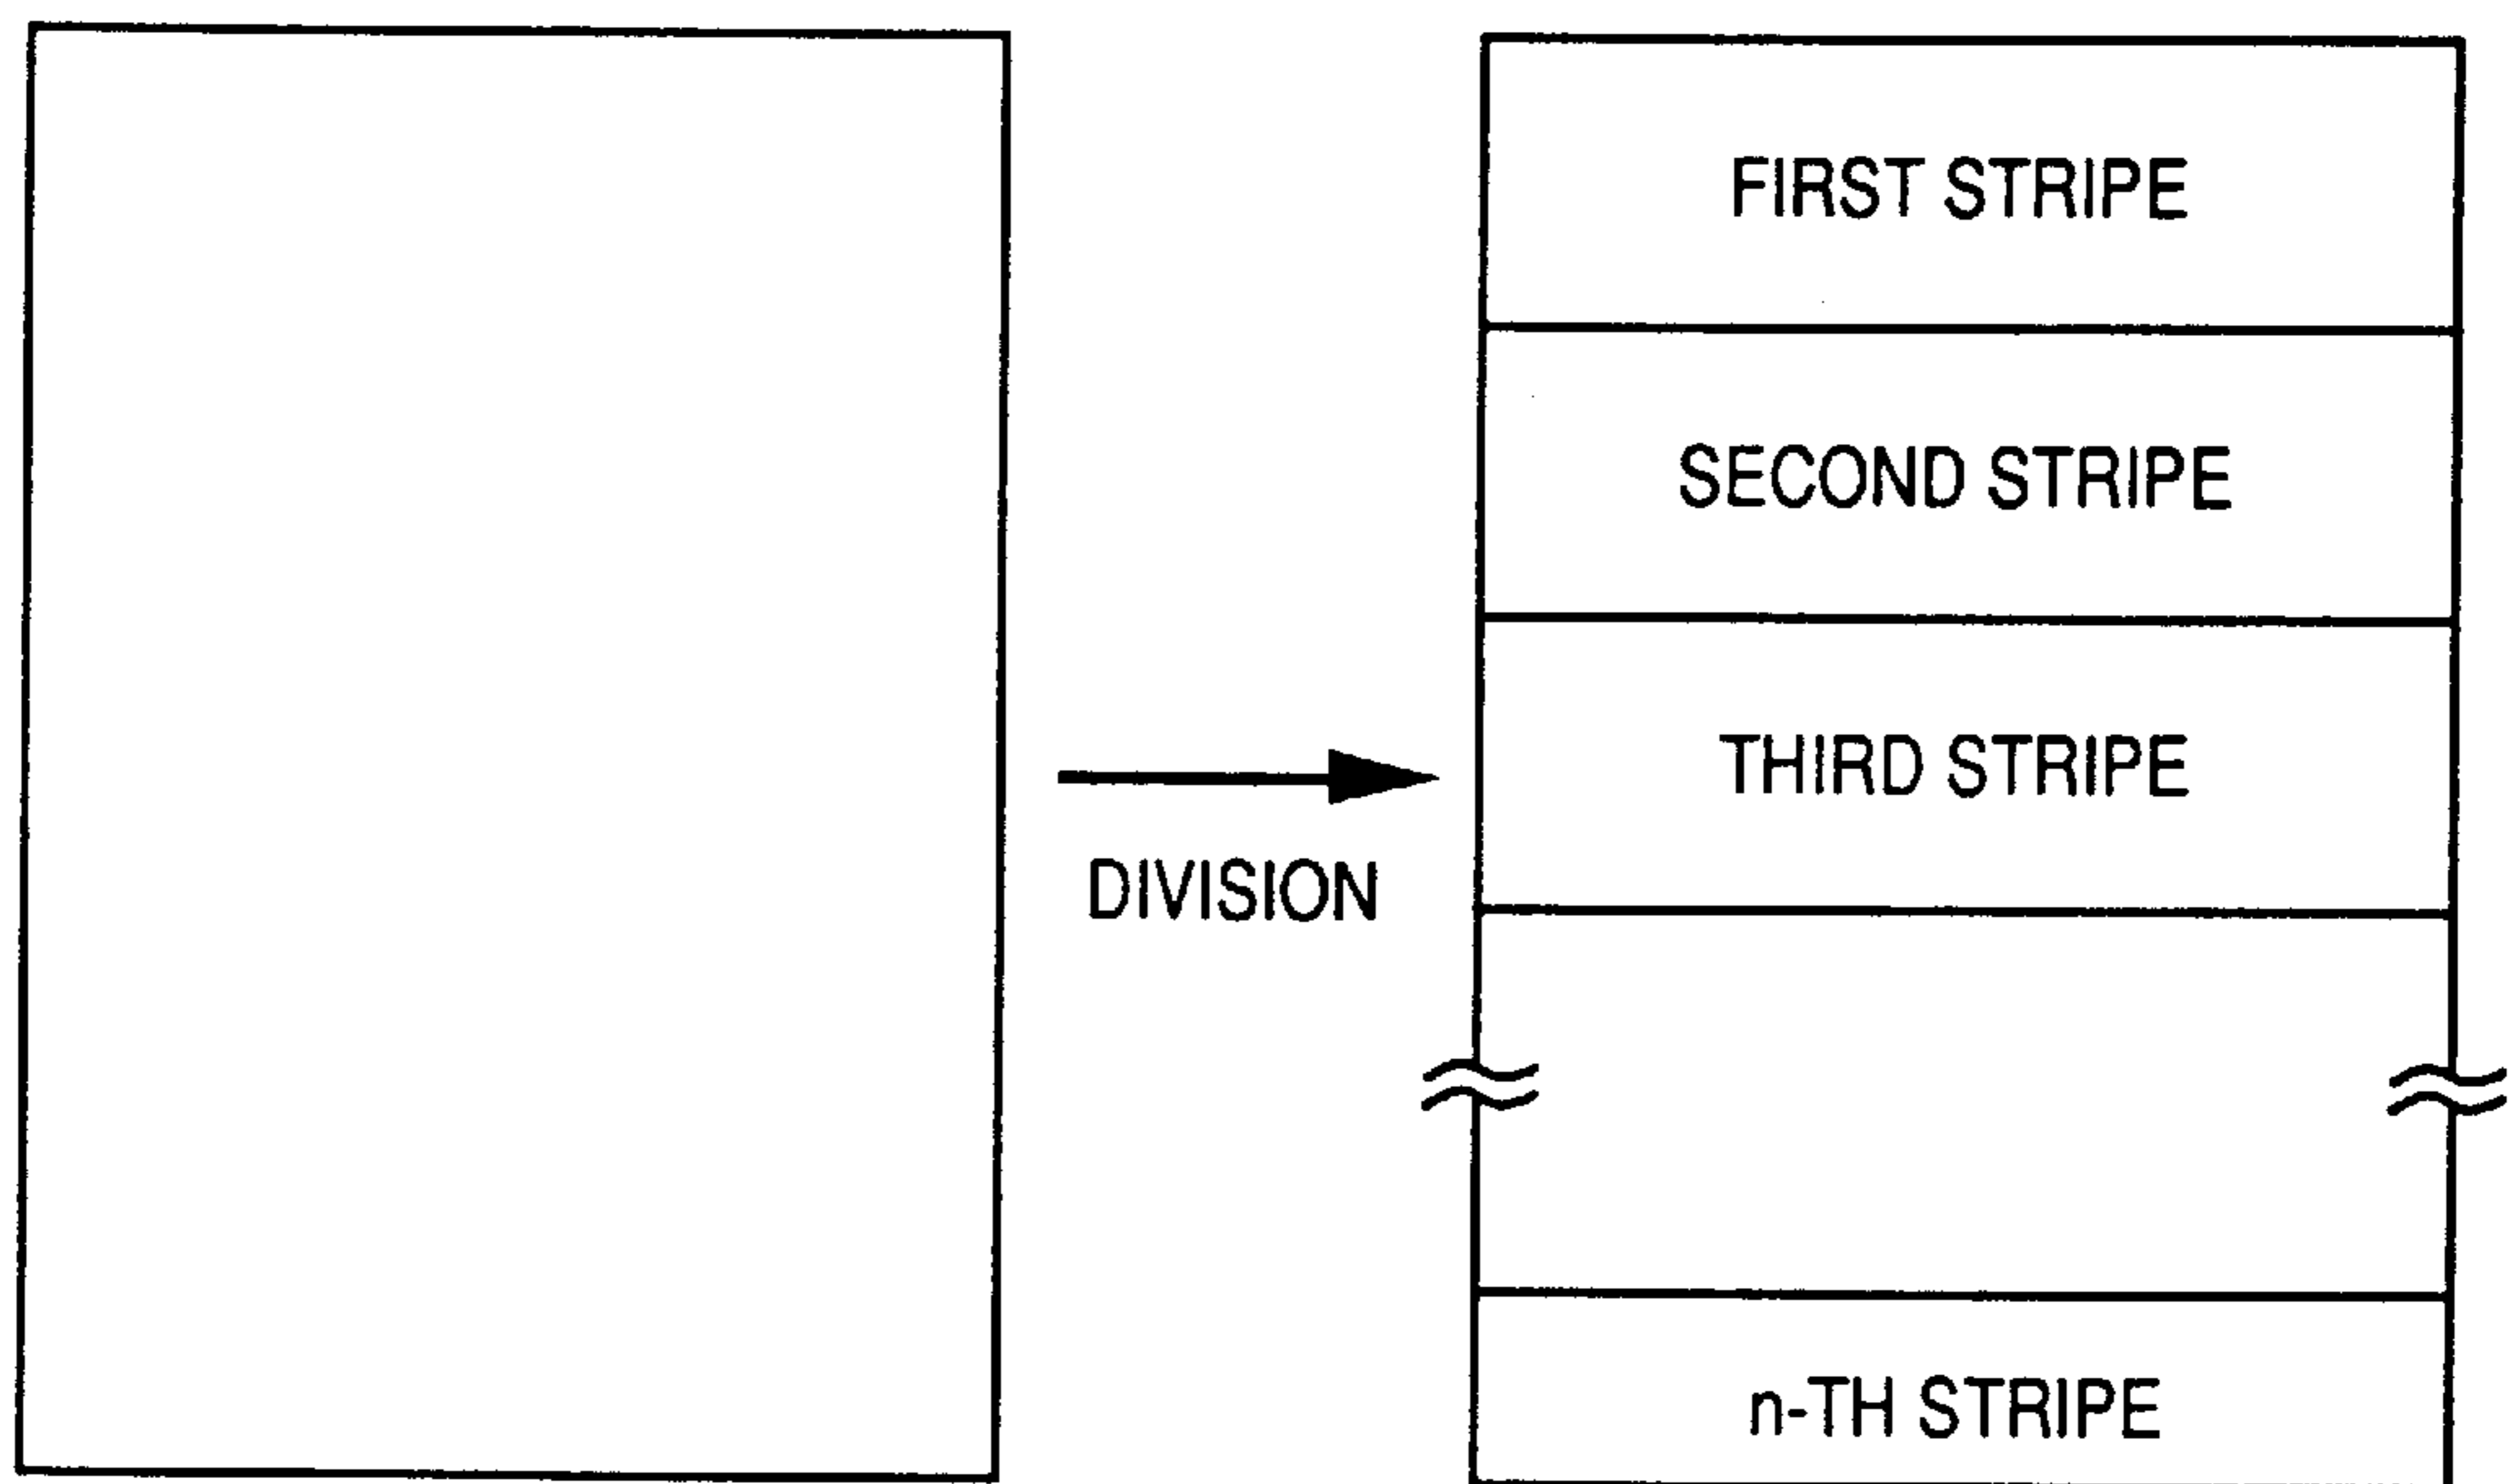 FIRST STRIPE
SECOND STRIPE
THIRD STRIPE
DIVISION
n-TH STRIPE